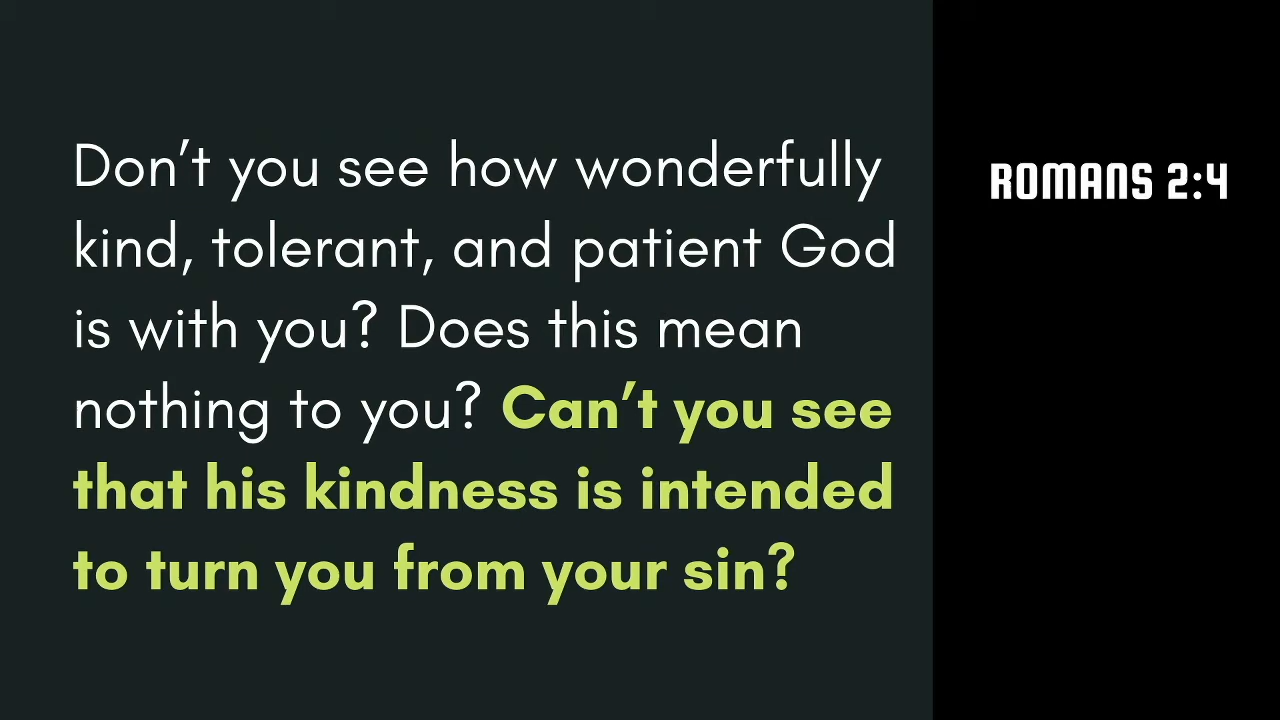 Don’t you see how wonderfully
kind, tolerant, and patient God
is with you? Does this mean
nothing to you? Can’t you see
that his kindness is intended
to turn you from your sin?
ROMANS 2:4